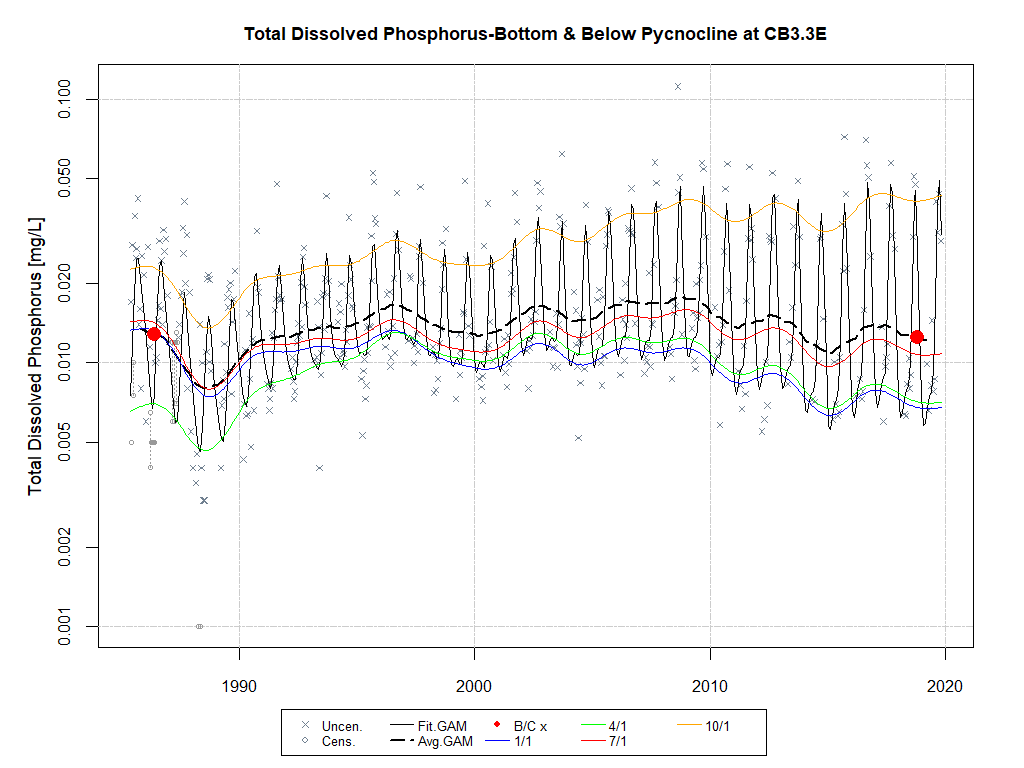 Total Dissolved Phosphorus-Bottom & Below Pycnocline at CB3.3E
Total Dissolved Phosphorus [mg/L]
0.100
0.050
0.020
0.010
0.005
0.002
0.001
1990 2000 2010 2020
Uncen. Fit.GAM B/C x 4/1 10/1
Cens. Avg.GAM 1/1 7/1